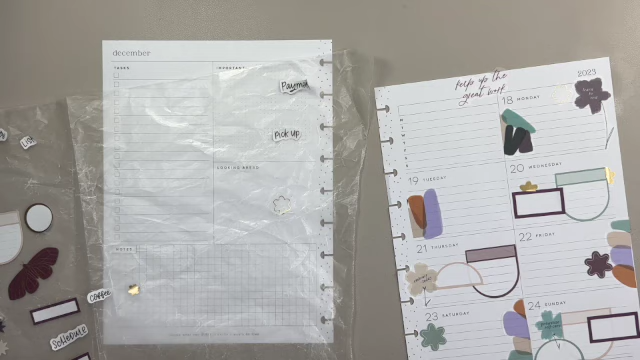 december
TASKS
IMPORTANT
Payment
Pick up
LOOKING AHEAD
NOTES
LIST
Coffee
SCHEDULE
keep up the
great work
2023
18 MONDAY
19 TUESDAY
20 WEDNESDAY
21 THURSDAY
22 FRIDAY
23 SATURDAY
24 SUNDAY